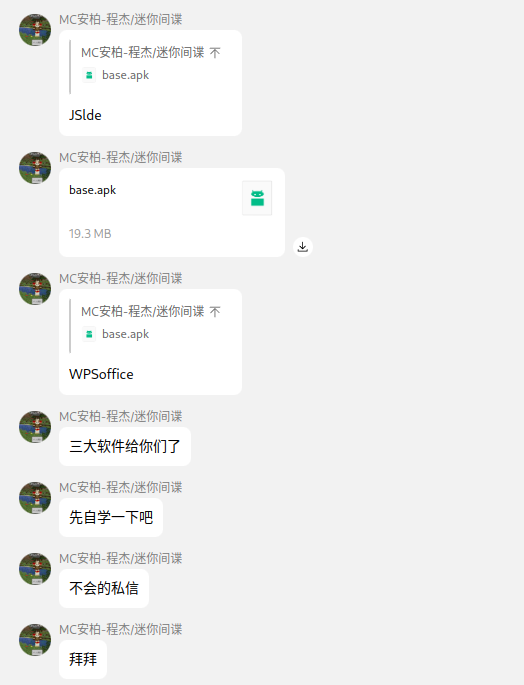 MC安柏-程杰/迷你间谍
MC安柏-程杰/迷你间谍 不
base.apk
JSlde
MC安柏-程杰/迷你间谍
base.apk
19.3 MB
MC安柏-程杰/迷你间谍
MC安柏-程杰/迷你间谍 不
base.apk
WPSoffice
MC安柏-程杰/迷你间谍
三大软件给你们了
MC安柏-程杰/迷你间谍
先自学一下吧
MC安柏-程杰/迷你间谍
不会的私信
MC安柏-程杰/迷你间谍
拜拜